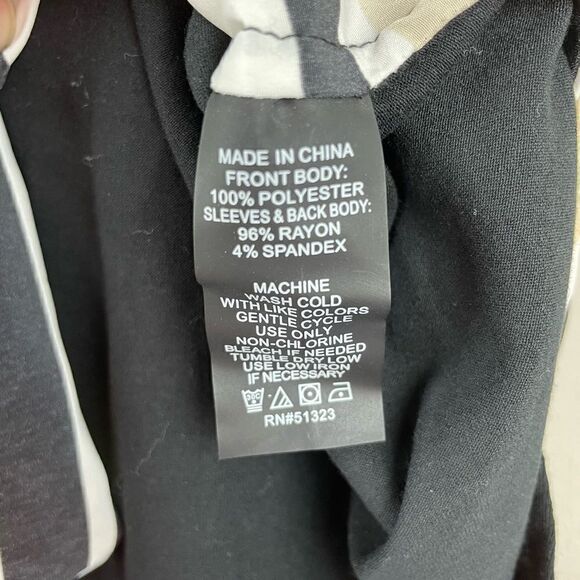 MADE IN CHINA
FRONT BODY:
100% POLYESTER
SLEEVES & BACK BODY:
96% RAYON
4% SPANDEX
MACHINE
WASH COLD
WITH LIKE COLORS
GENTLE CYCLE
USE ONLY
NON-CHLORINE
BLEACH IF NEEDED
TUMBLE DRY LOW
USE LOW IRON
IF NECESSARY
RN#51323